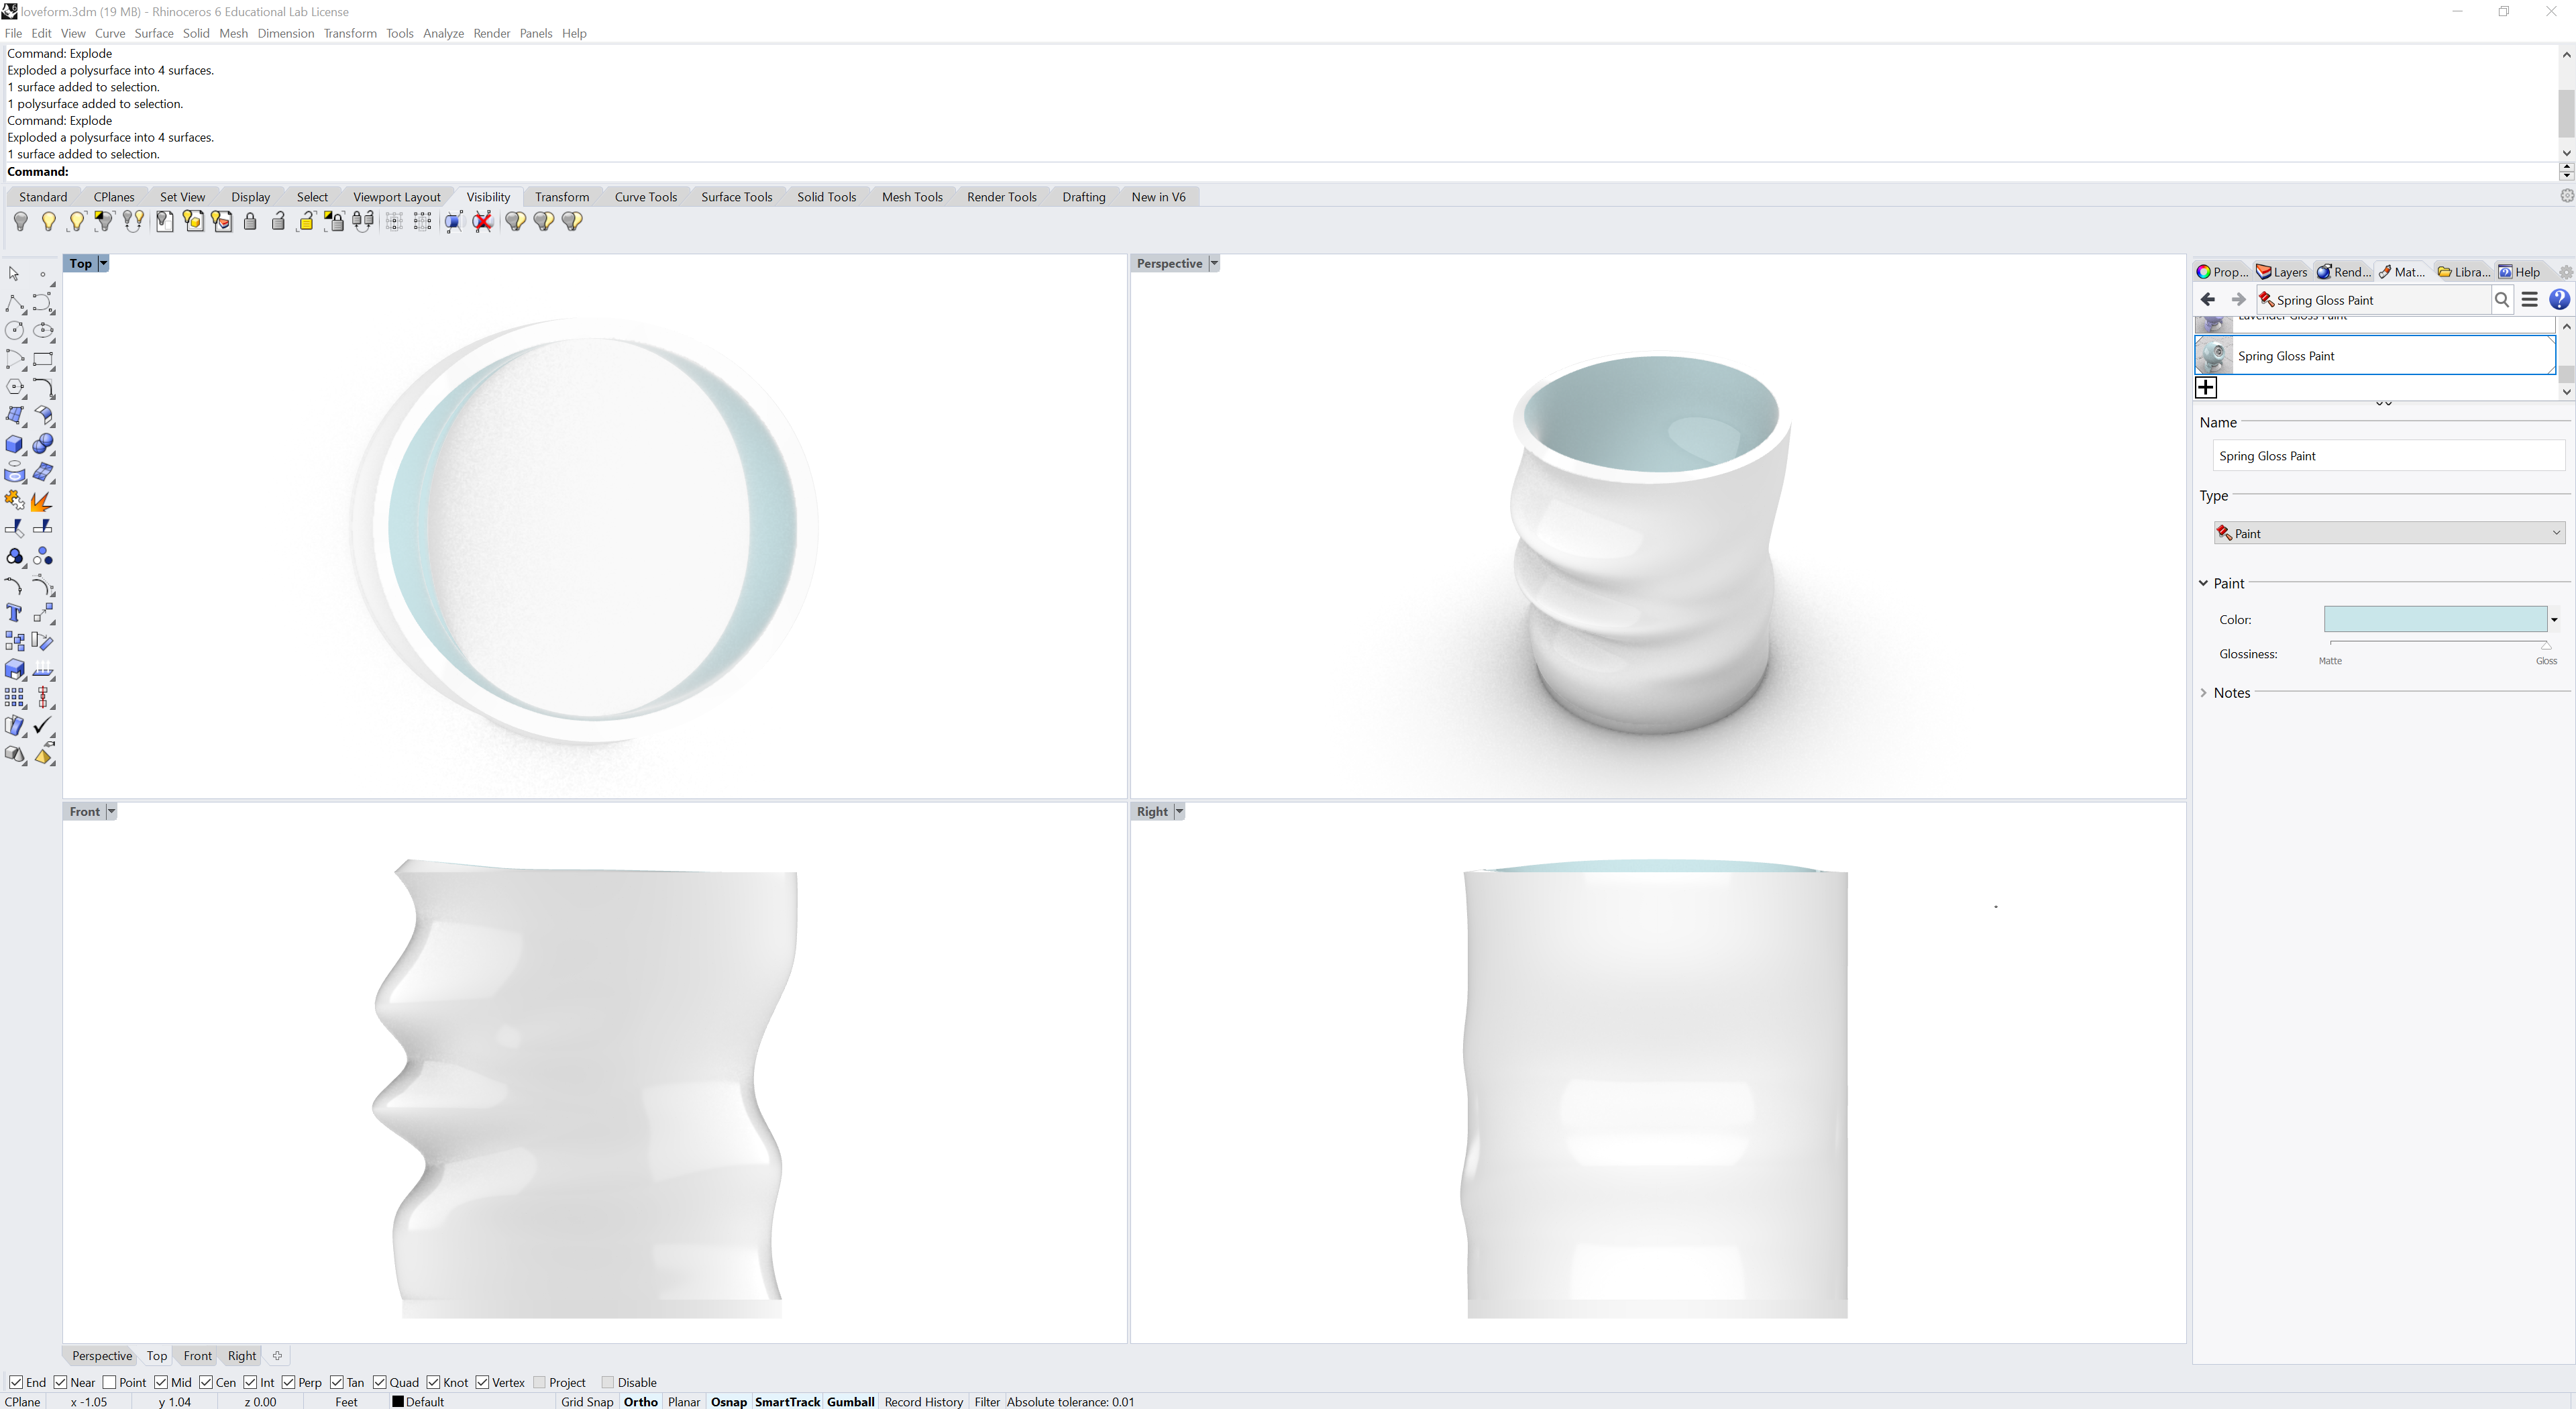 loveform.3dm (19 MB) - Rhinoceros 6 Educational Lab License
File Edit View Curve Surface Solid Mesh Dimension Transform Tools Analyze Render Panels Help
Command: Explode
Exploded a polysurface into 4 surfaces.
1 surface added to selection.
1 polysurface added to selection.
Command: Explode
Exploded a polysurface into 4 surfaces.
1 surface added to selection.
Command:
Standard CPlanes Set View Display Select Viewport Layout Visibility Transform Curve Tools Surface Tools Solid Tools Mesh Tools Render Tools Drafting New in V6
Top
Perspective
Prop... Layers Rend... Mat... Libra... Help
Spring Gloss Paint
Lavender Gloss Paint
Spring Gloss Paint
Name
Spring Gloss Paint
Type
Paint
Paint
Color:
Glossiness:
Matte Gloss
Notes
Front
Right
Perspective Top Front Right
End Near Point Mid Cen Int Perp Tan Quad Knot Vertex Project Disable
CPlane x -1.05 y 1.04 z 0.00 Feet Default Grid Snap Ortho Planar Osnap SmartTrack Gumball Record History Filter Absolute tolerance: 0.01